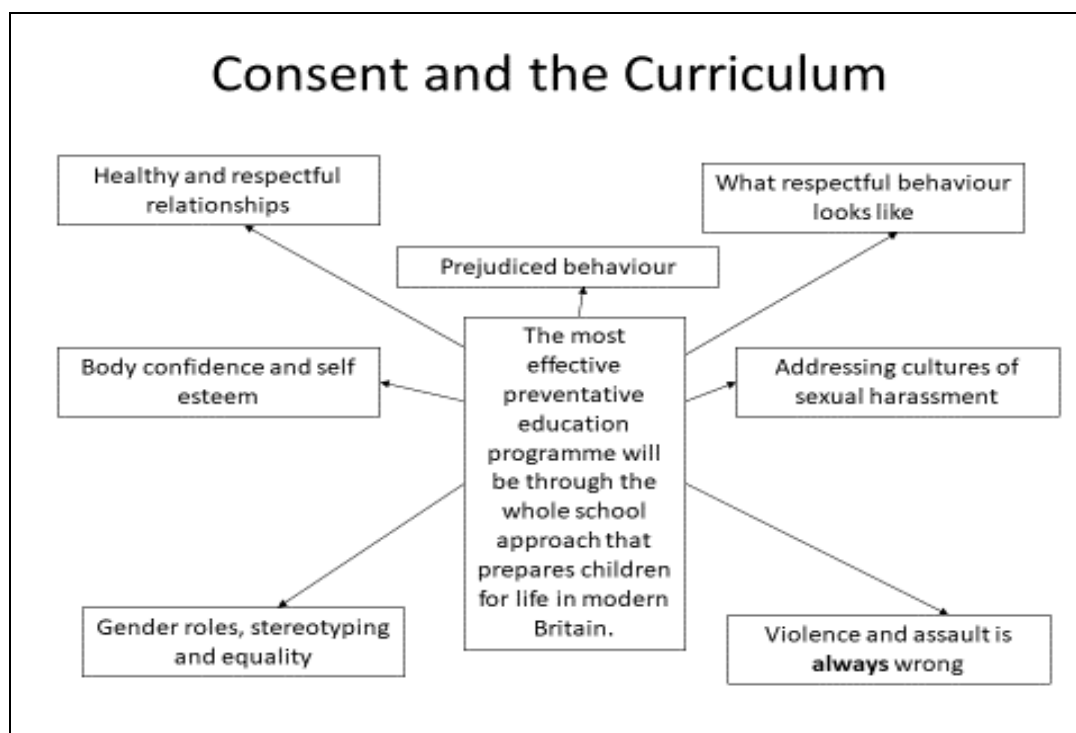 Consent and the Curriculum
Healthy and respectful
relationships
What respectful behaviour
looks like
Prejudiced behaviour
The most
effective
preventative
education
programme will
be through the
whole school
approach that
prepares children
for life in modern
Britain.
Body confidence and self
esteem
Addressing cultures of
sexual harassment
Gender roles, stereotyping
and equality
Violence and assault is
always wrong